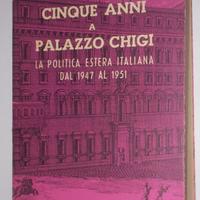 CINQUE ANNI
A
PALAZZO CHIGI
LA POLITICA ESTERA ITALIANA
DAL 1947 AL 1951